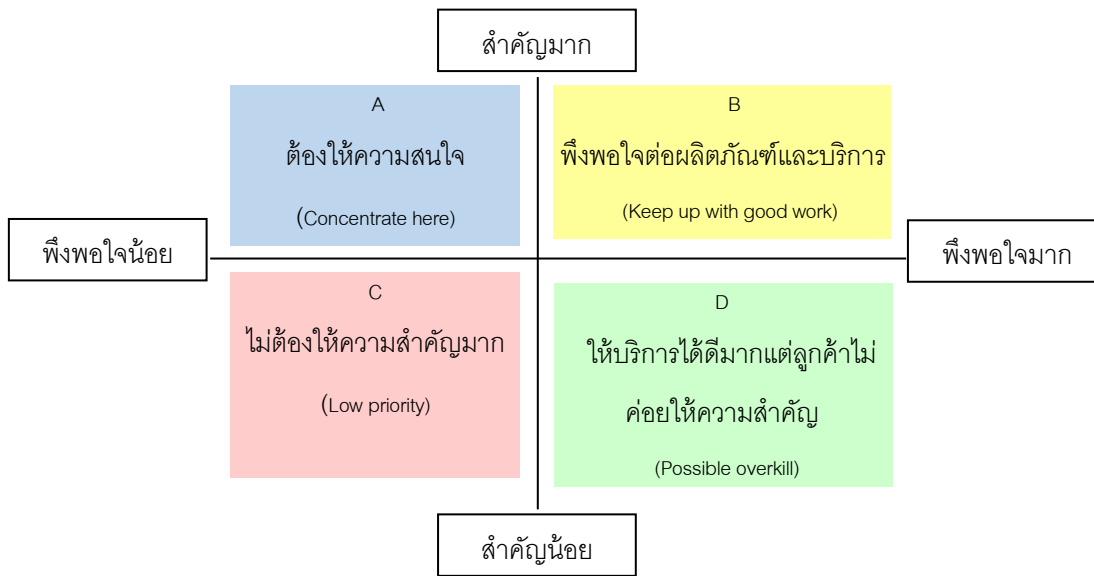 สำคัญมาก
A
ต้องให้ความสนใจ
(Concentrate here)
B
พึงพอใจต่อผลิตภัณฑ์และบริการ
(Keep up with good work)
พึงพอใจน้อย
พึงพอใจมาก
C
ไม่ต้องให้ความสำคัญมาก
(Low priority)
D
ให้บริการได้ดีมากแต่ลูกค้าไม่
ค่อยให้ความสำคัญ
(Possible overkill)
สำคัญน้อย